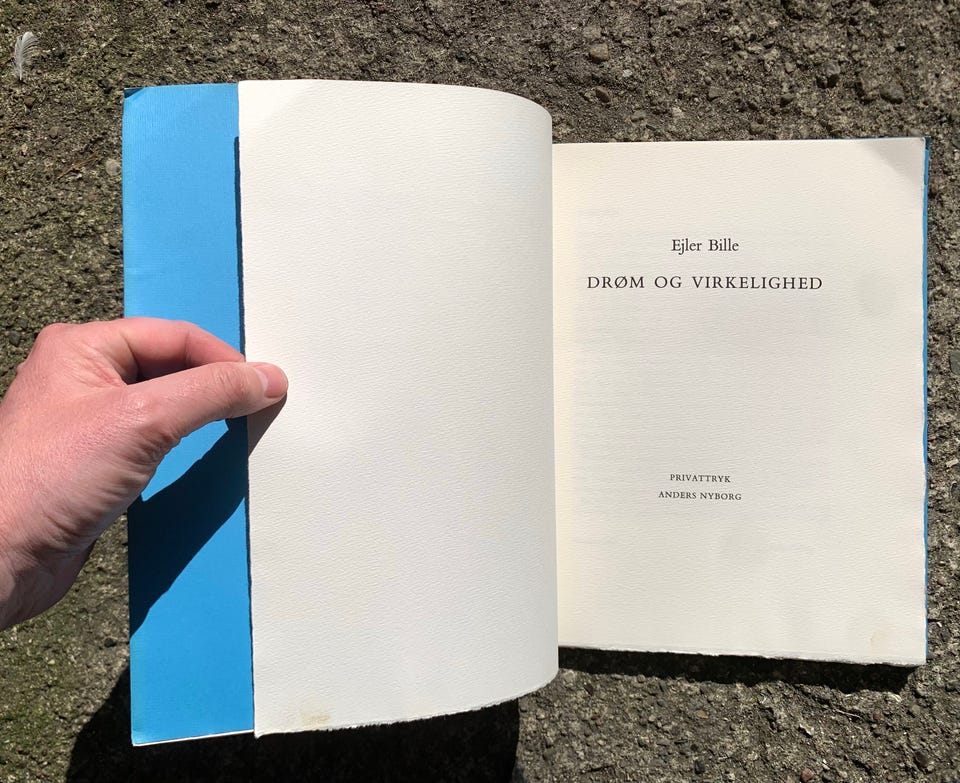 Ejler Bille
DRØM OG VIRKELIGHED
PRIVATTRYK
ANDERS NYBORG